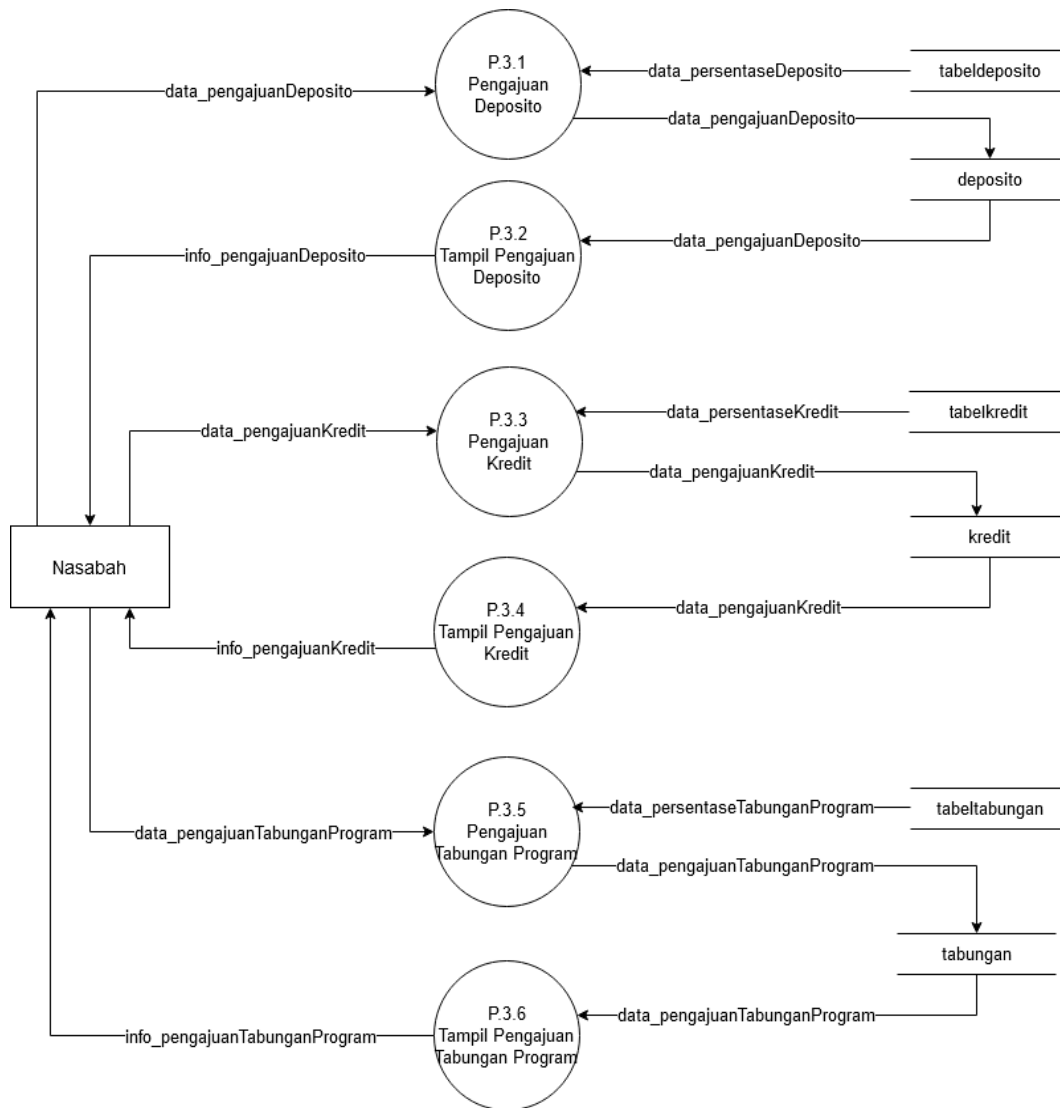 P.3.1
Pengajuan
Deposito
data_persentaseDeposito
tabeldeposito
data_pengajuanDeposito
data_pengajuanDeposito
deposito
P.3.2
Tampil Pengajuan
Deposito
data_pengajuanDeposito
info_pengajuanDeposito
P.3.3
Pengajuan
Kredit
data_persentaseKredit
tabelkredit
data_pengajuanKredit
data_pengajuanKredit
kredit
Nasabah
P.3.4
Tampil Pengajuan
Kredit
data_pengajuanKredit
info_pengajuanKredit
P.3.5
Pengajuan
Tabungan Program
data_persentaseTabunganProgram
tabeltabungan
data_pengajuanTabunganProgram
data_pengajuanTabunganProgram
tabungan
P.3.6
Tampil Pengajuan
Tabungan Program
data_pengajuanTabunganProgram
info_pengajuanTabunganProgram